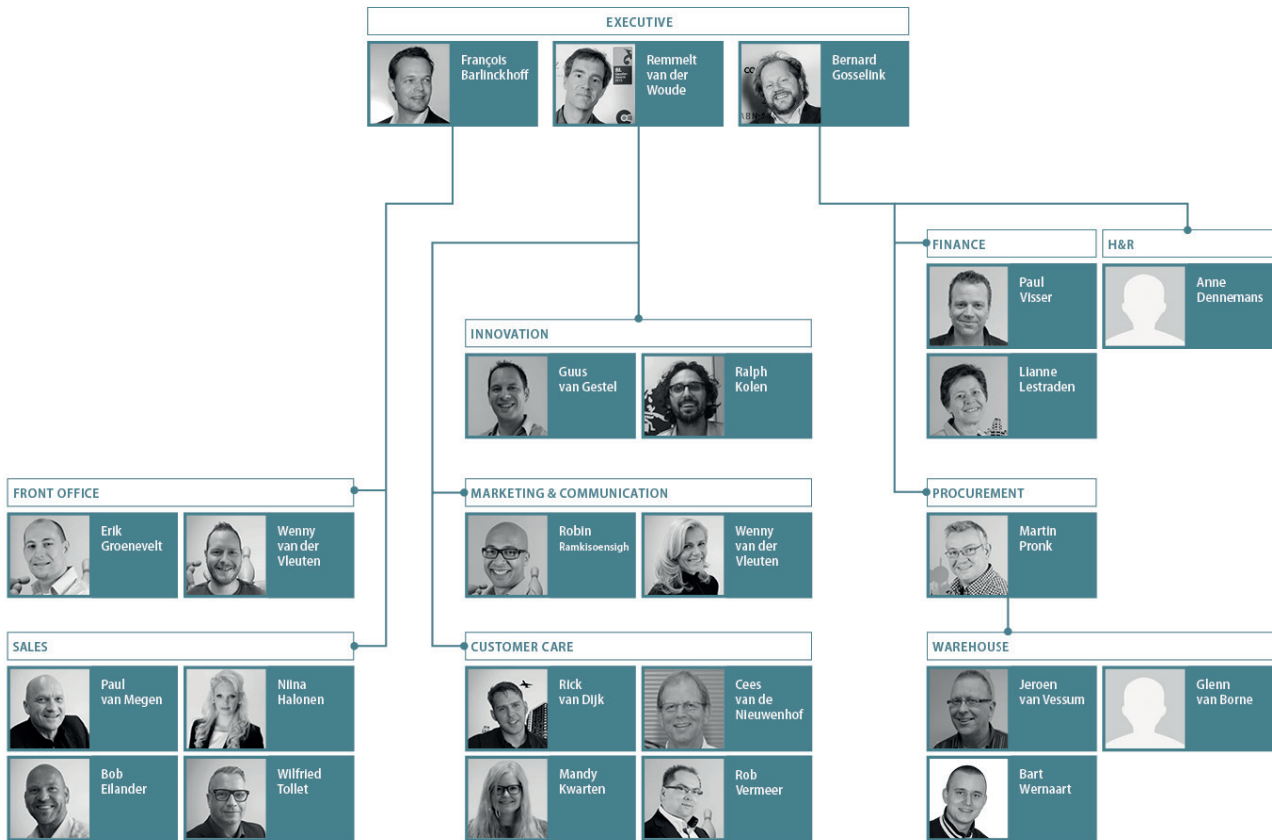 EXECUTIVE
François
Barlinckhoff
Remmelt
van der
Woude
Bernard
Gosselink
FINANCE
Paul
Visser
Lianne
Lestraden
H&R
Anne
Dennemans
INNOVATION
Guus
van Gestel
Ralph
Kolen
FRONT OFFICE
Erik
Groenevelt
Wenny
van der
Vleuten
MARKETING & COMMUNICATION
Robin
Ramkisoensigh
Wenny
van der
Vleuten
PROCUREMENT
Martin
Pronk
SALES
Paul
van Megen
Niina
Halonen
Bob
Eilander
Wilfried
Tollet
CUSTOMER CARE
Rick
van Dijk
Cees
van de
Nieuwenhof
Mandy
Kwarten
Rob
Vermeer
WAREHOUSE
Jeroen
van Vessum
Glenn
van Borne
Bart
Wernaart